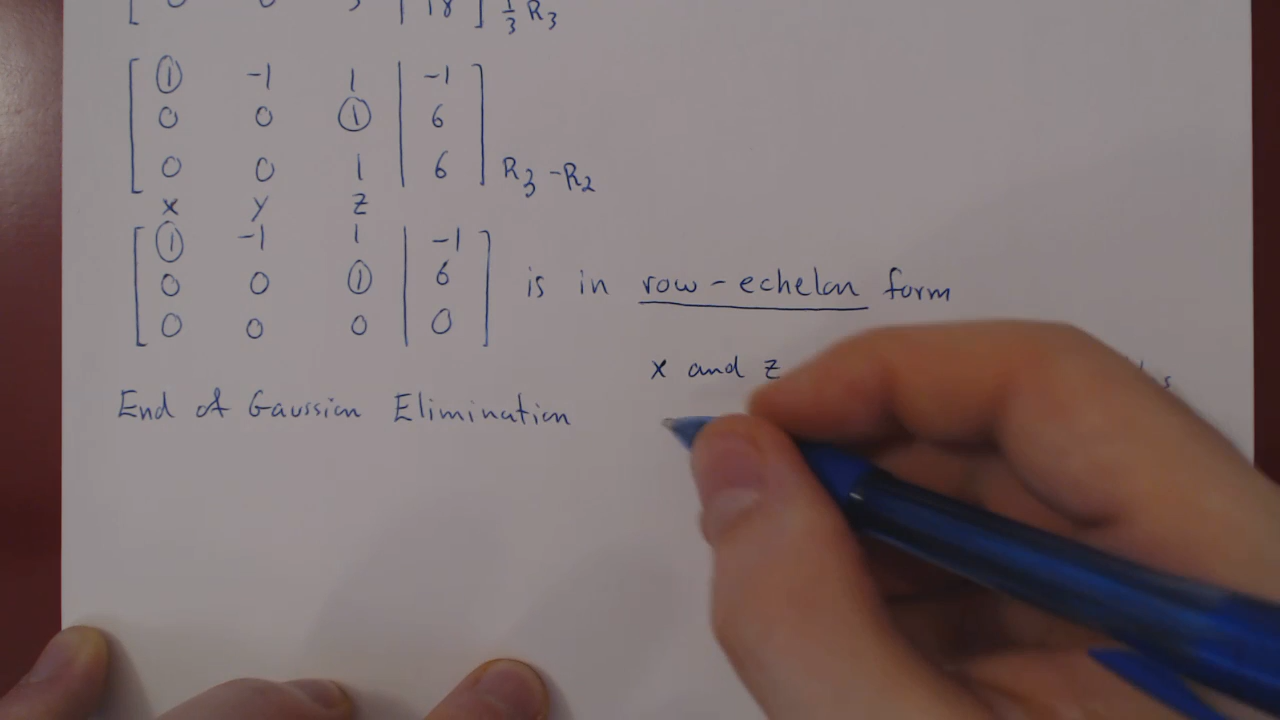 18 ] 1/3 R3
[ 1 -1 1 | -1 ]
[ 0 0 1 | 6 ]
[ 0 0 1 | 6 ] R3 - R2
x y z
[ 1 -1 1 | -1 ]
[ 0 0 1 | 6 ] is in row-echelon form
[ 0 0 0 | 0 ]
x and z
End of Gaussian Elimination